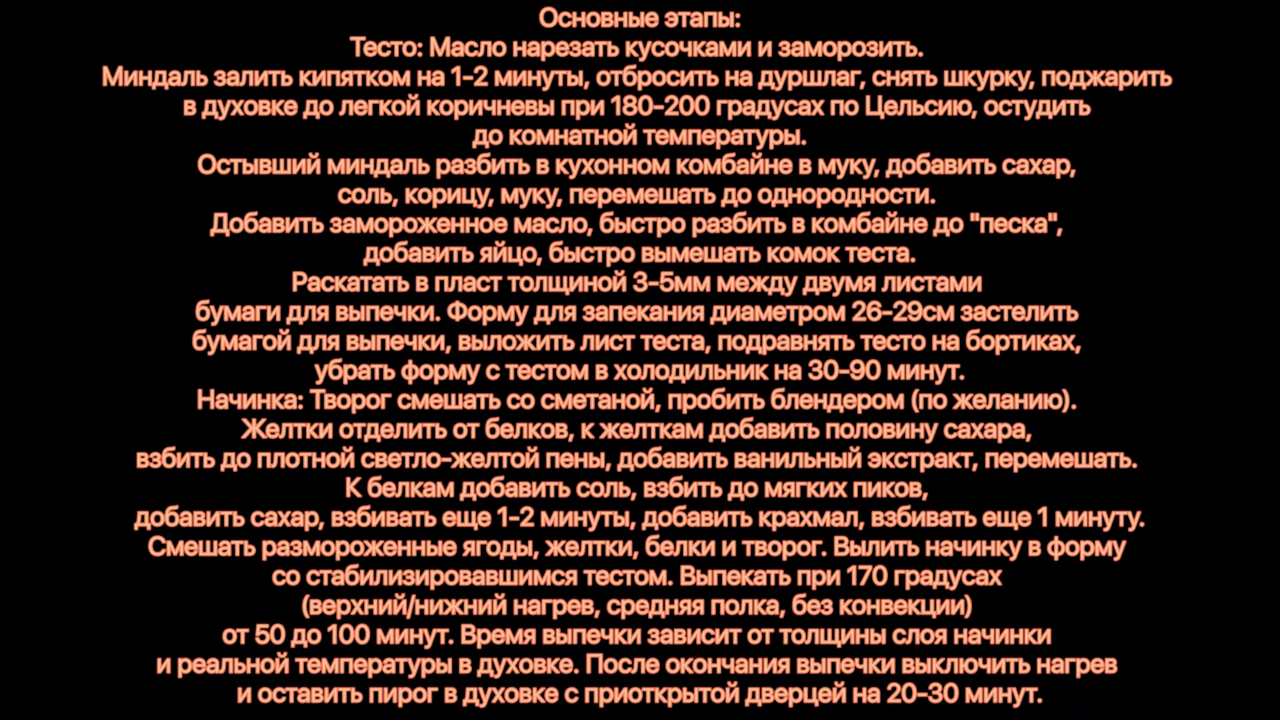 Основные этапы:
Тесто: Масло нарезать кусочками и заморозить.
Миндаль залить кипятком на 1-2 минуты, отбросить на дуршлаг, снять шкурку, поджарить
в духовке до легкой коричневы при 180-200 градусах по Цельсию, остудить
до комнатной температуры.
Остывший миндаль разбить в кухонном комбайне в муку, добавить сахар,
соль, корицу, муку, перемешать до однородности.
Добавить замороженное масло, быстро разбить в комбайне до "песка",
добавить яйцо, быстро вымешать комок теста.
Раскатать в пласт толщиной 3-5мм между двумя листами
бумаги для выпечки. Форму для запекания диаметром 26-29см застелить
бумагой для выпечки, выложить лист теста, подравнять тесто на бортиках,
убрать форму с тестом в холодильник на 30-90 минут.
Начинка: Творог смешать со сметаной, пробить блендером (по желанию).
Желтки отделить от белков, к желткам добавить половину сахара,
взбить до плотной светло-желтой пены, добавить ванильный экстракт, перемешать.
К белкам добавить соль, взбить до мягких пиков,
добавить сахар, взбивать еще 1-2 минуты, добавить крахмал, взбивать еще 1 минуту.
Смешать размороженные ягоды, желтки, белки и творог. Вылить начинку в форму
со стабилизировавшимся тестом. Выпекать при 170 градусах
(верхний/нижний нагрев, средняя полка, без конвекции)
от 50 до 100 минут. Время выпечки зависит от толщины слоя начинки
и реальной температуры в духовке. После окончания выпечки выключить нагрев
и оставить пирог в духовке с приоткрытой дверцей на 20-30 минут.